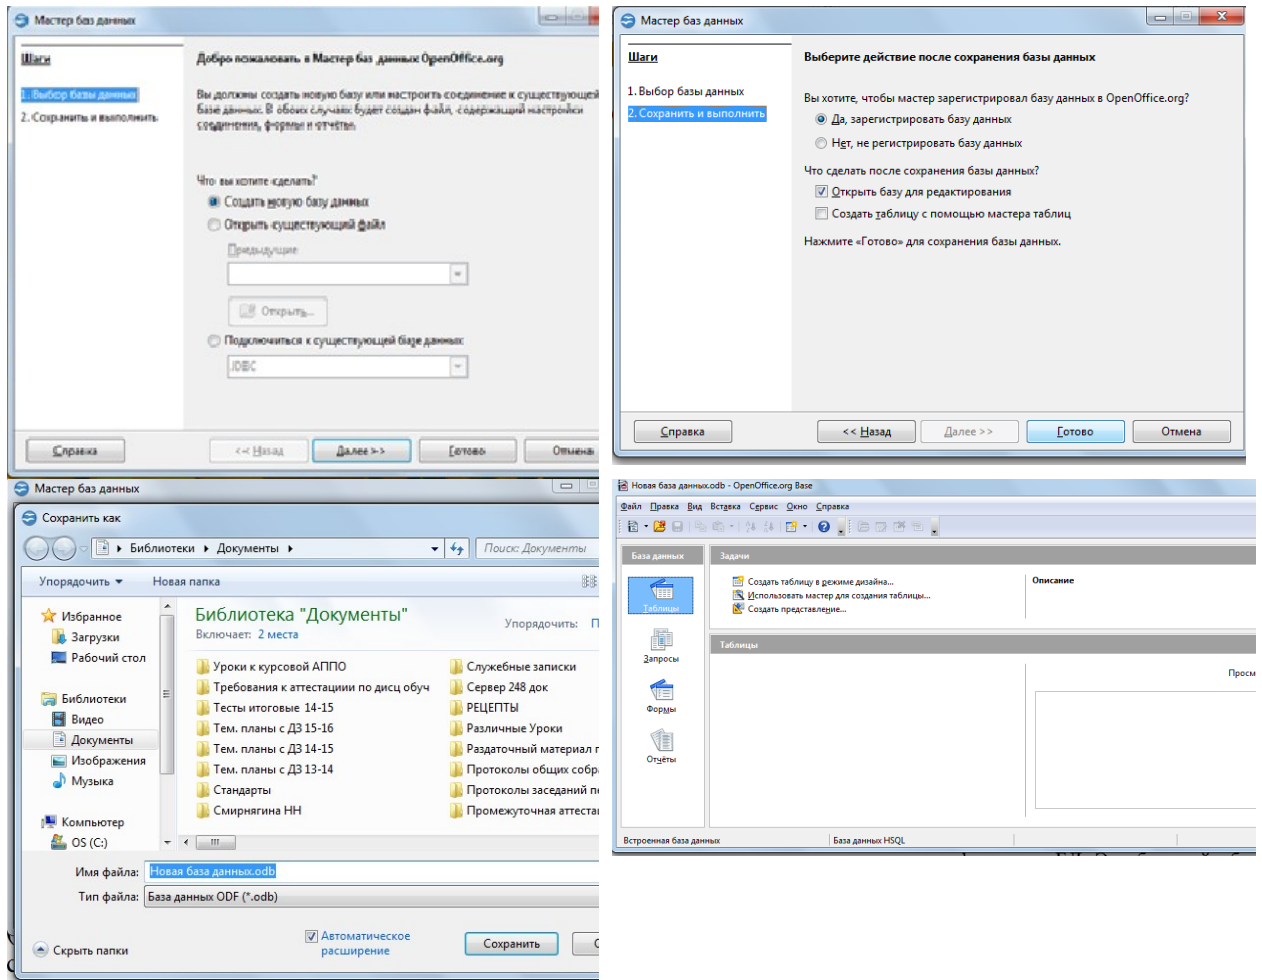 Мастер баз данных
Шаги
1. Выбор базы данных
2. Сохранить и выполнить
Добро пожаловать в Мастер баз данных OpenOffice.org
Вы должны создать новую базу или настроить соединение к существующей
базе данных. В обоих случаях будет создан файл, содержащий настройки
соединения, формы и отчёты.
Что вы хотите сделать?
Создать новую базу данных
Открыть существующий файл
Предыдущие
Открыть...
Подключиться к существующей базе данных
JDBC
Справка
<< Назад
Далее >>
Готово
Отмена
Мастер баз данных
Шаги
1. Выбор базы данных
2. Сохранить и выполнить
Выберите действие после сохранения базы данных
Вы хотите, чтобы мастер зарегистрировал базу данных в OpenOffice.org?
Да, зарегистрировать базу данных
Нет, не регистрировать базу данных
Что сделать после сохранения базы данных?
Открыть базу для редактирования
Создать таблицу с помощью мастера таблиц
Нажмите «Готово» для сохранения базы данных.
Справка
<< Назад
Далее >>
Готово
Отмена
Мастер баз данных
Сохранить как
Библиотеки
Документы
Поиск: Документы
Упорядочить
Новая папка
Избранное
Загрузки
Рабочий стол
Библиотеки
Видео
Документы
Изображения
Музыка
Компьютер
OS (C:)
Библиотека "Документы"
Включает: 2 места
Упорядочить: П
Уроки к курсовой АППО
Требования к аттестациии по дисц обуч
Тесты итоговые 14-15
Тем. планы с ДЗ 15-16
Тем. планы с ДЗ 14-15
Тем. планы с ДЗ 13-14
Стандарты
Смирнягина НН
Служебные записки
Сервер 248 док
РЕЦЕПТЫ
Различные Уроки
Раздаточный материал г
Протоколы общих собр
Протоколы заседаний п
Промежуточная аттеста
Имя файла: Новая база данных.odb
Тип файла: База данных ODF (*.odb)
Автоматическое
расширение
Скрыть папки
Сохранить
Новая база данных.odb - OpenOffice.org Base
Файл Правка Вид Вставка Сервис Окно Справка
База данных
Таблицы
Запросы
Формы
Отчёты
Задачи
Создать таблицу в режиме дизайна...
Использовать мастер для создания таблицы...
Создать представление...
Описание
Таблицы
Просм
Встроенная база данных
База данных HSQL